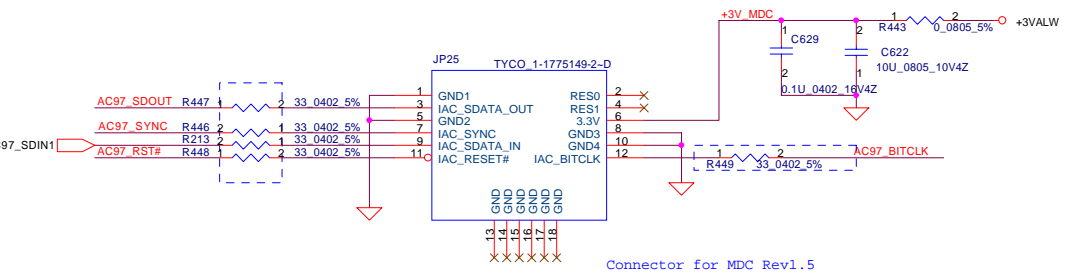 +3V_MDC
1 2
R443 0_0805_5%
+3VALW
1
C629
2
0.1U_0402_16V4Z
2
C622
1
10U_0805_10V4Z
JP25
TYCO_1-1775149-2~D
AC97_SDOUT R447 1 2 33_0402_5% 3 IAC_SDATA_OUT
AC97_SYNC R446 2 1 33_0402_5% 7 IAC_SYNC
C97_SDIN1 R213 2 1 33_0402_5% 9 IAC_SDATA_IN
AC97_RST# R448 1 2 33_0402_5% 11 IAC_RESET#
1 GND1
5 GND2
RES0 2
RES1 4
3.3V 6
GND3 8
GND4 10
IAC_BITCLK 12
R449 1 2 33_0402_5%
AC97_BITCLK
GND GND GND GND GND GND
13 14 15 16 17 18
Connector for MDC Rev1.5